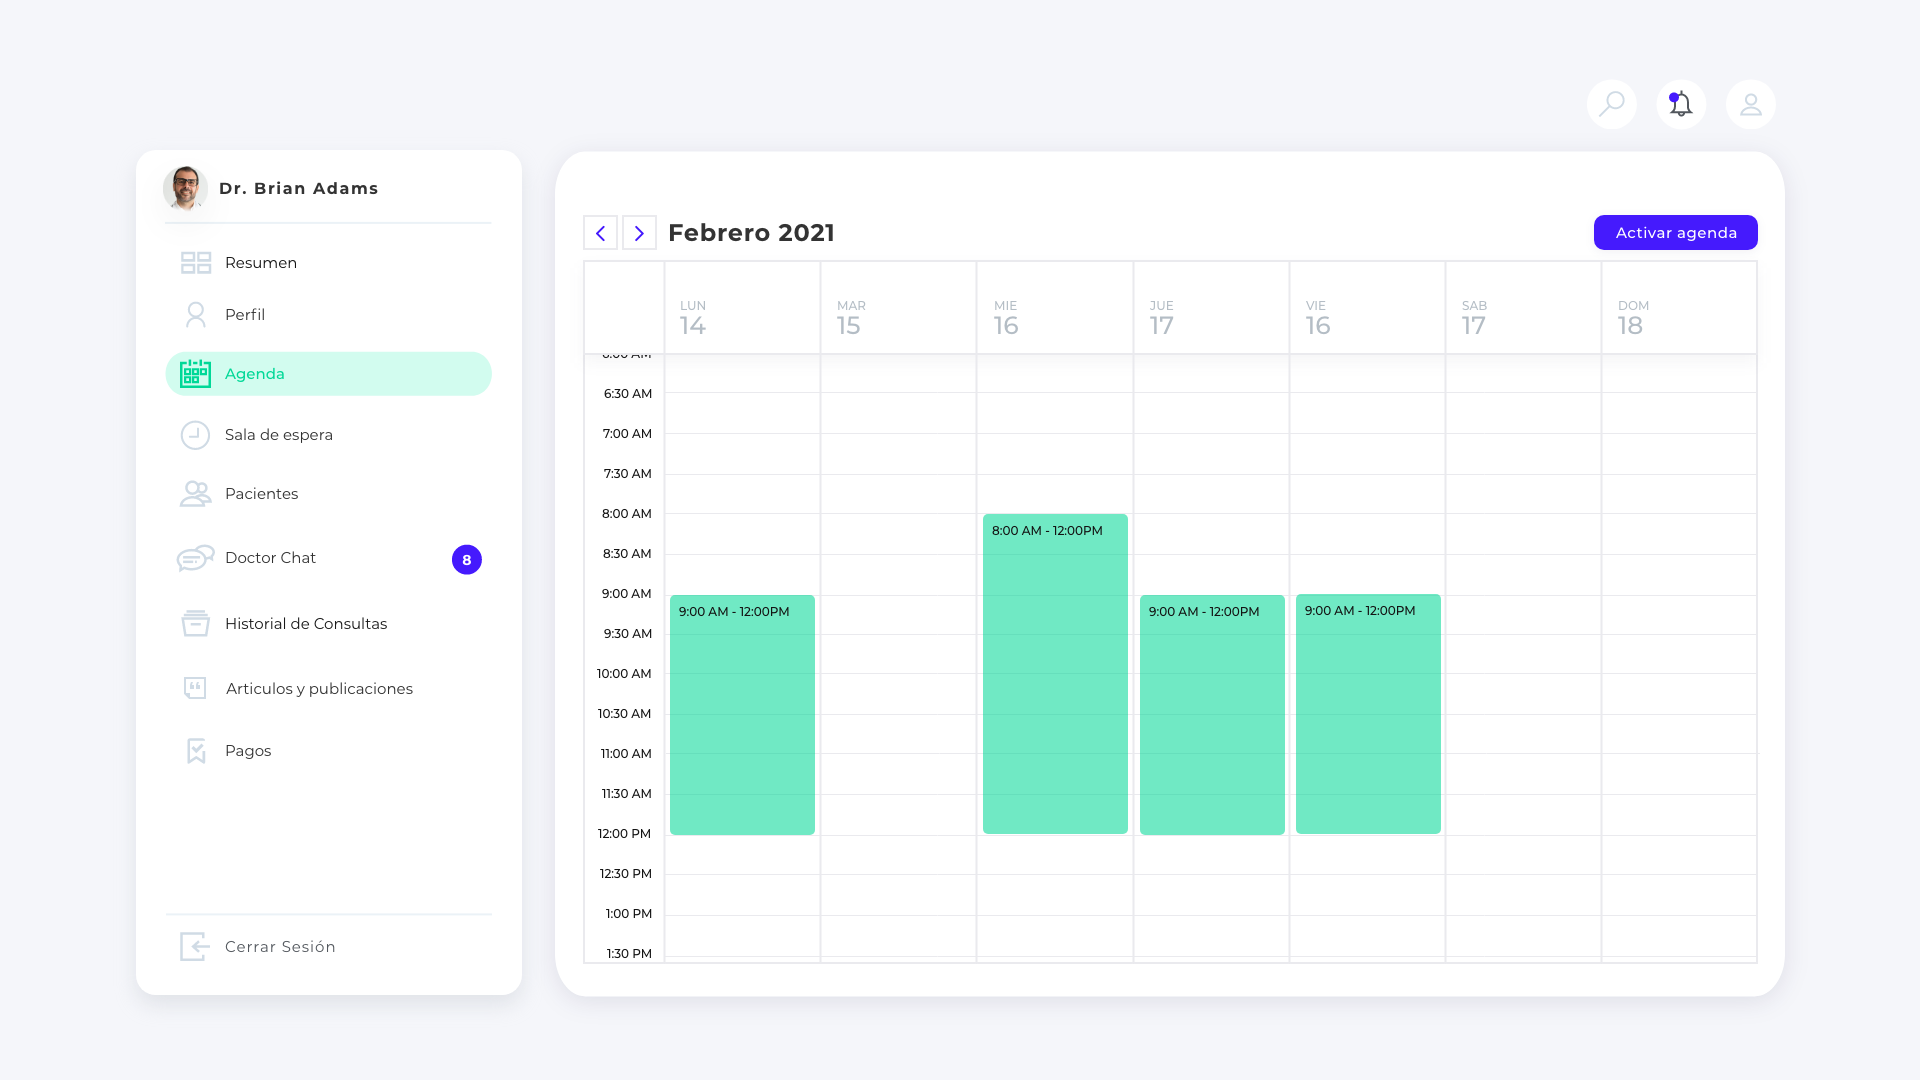 Dr. Brian Adams
Resumen
Perfil
Agenda
Sala de espera
Pacientes
Doctor Chat
8
Historial de Consultas
Articulos y publicaciones
Pagos
Cerrar Sesión
Febrero 2021
Activar agenda
LUN
14
MAR
15
MIE
16
JUE
17
VIE
16
SAB
17
DOM
18
6:30 AM
7:00 AM
7:30 AM
8:00 AM
8:30 AM
9:00 AM
9:30 AM
10:00 AM
10:30 AM
11:00 AM
11:30 AM
12:00 PM
12:30 PM
1:00 PM
1:30 PM
9:00 AM - 12:00PM
8:00 AM - 12:00PM
9:00 AM - 12:00PM
9:00 AM - 12:00PM